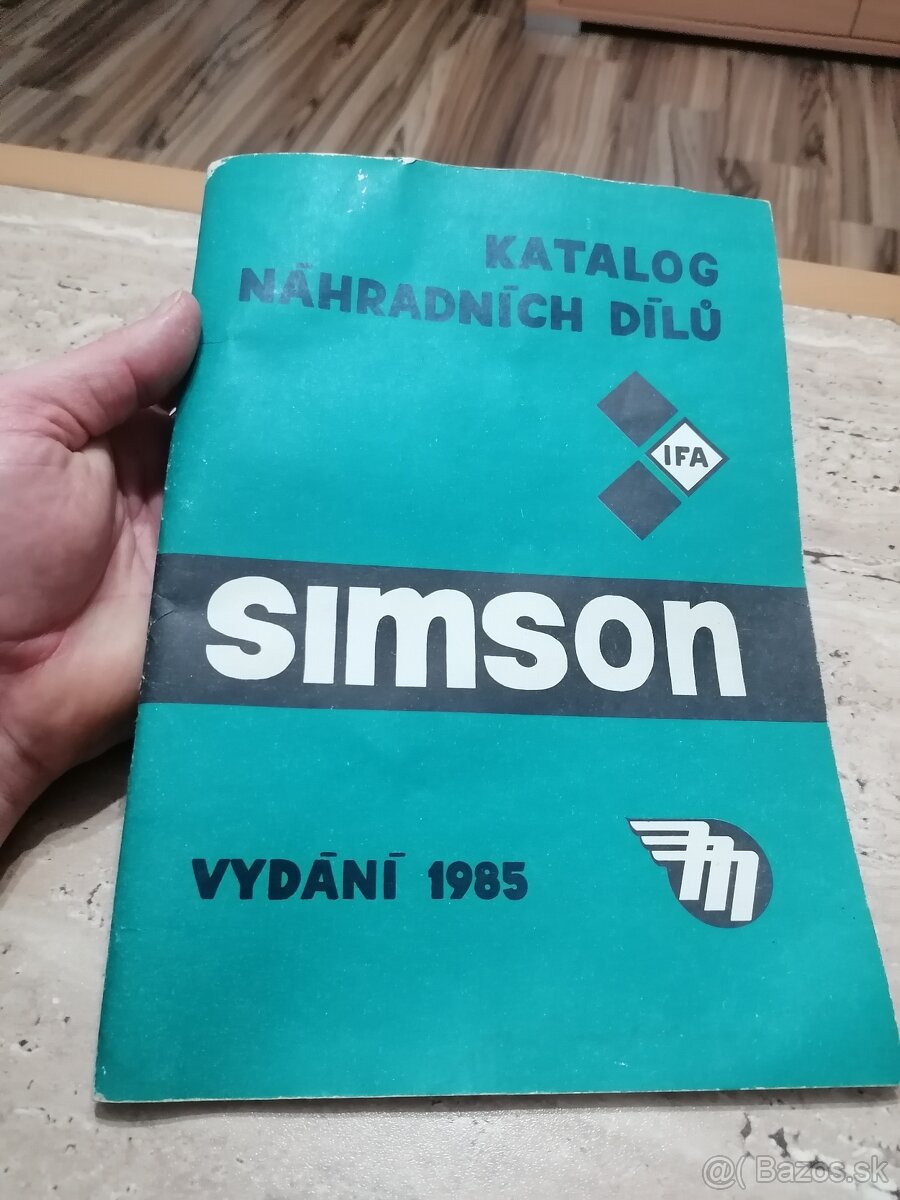 KATALOG
NÁHRADNÍCH DÍLŮ
IFA
SIMSON
VYDÁNÍ 1985
m
@( Bazos.sk